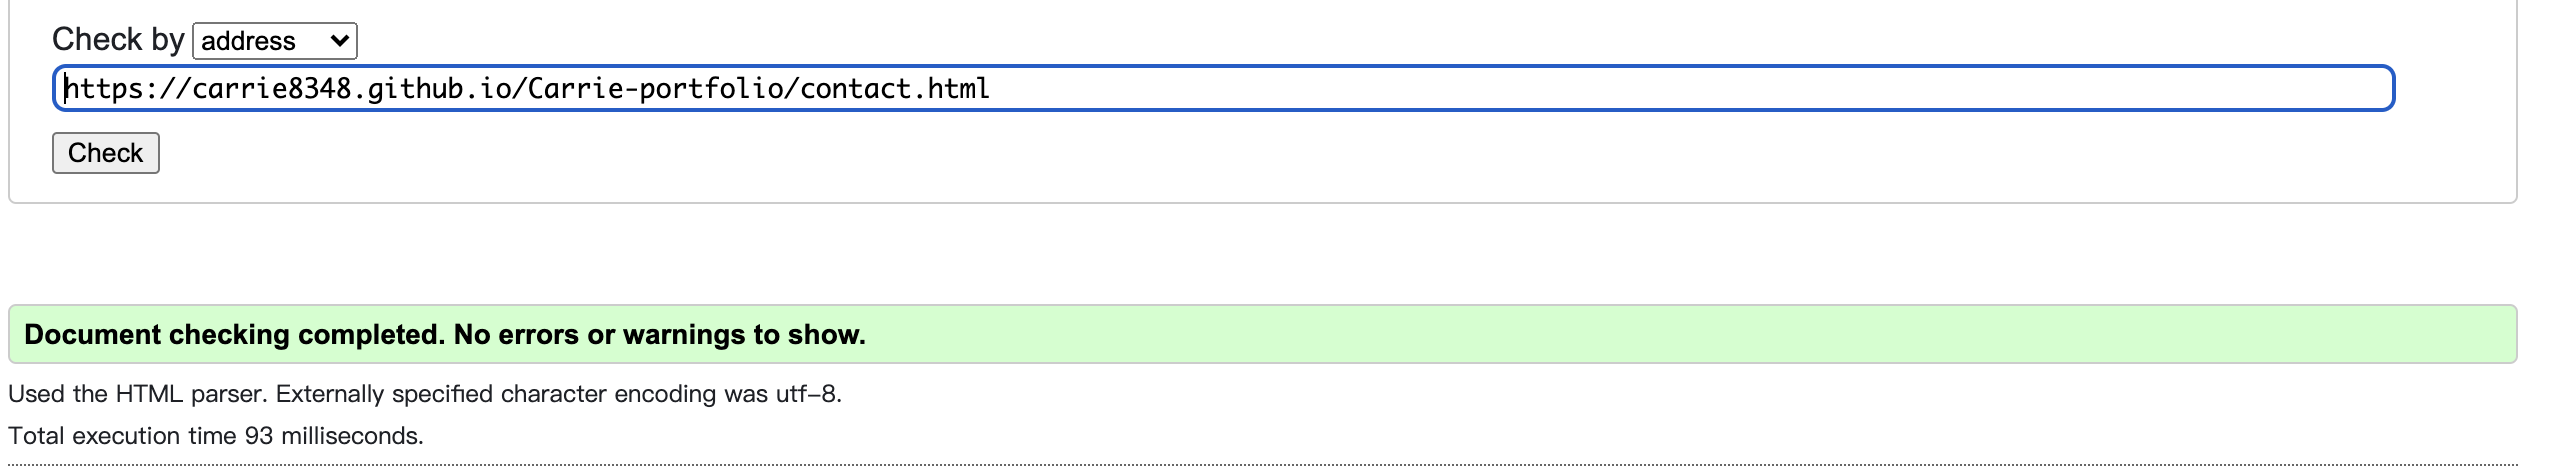 Check by address
https://carrie8348.github.io/Carrie-portfolio/contact.html
Check
Document checking completed. No errors or warnings to show.
Used the HTML parser. Externally specified character encoding was utf-8.
Total execution time 93 milliseconds.